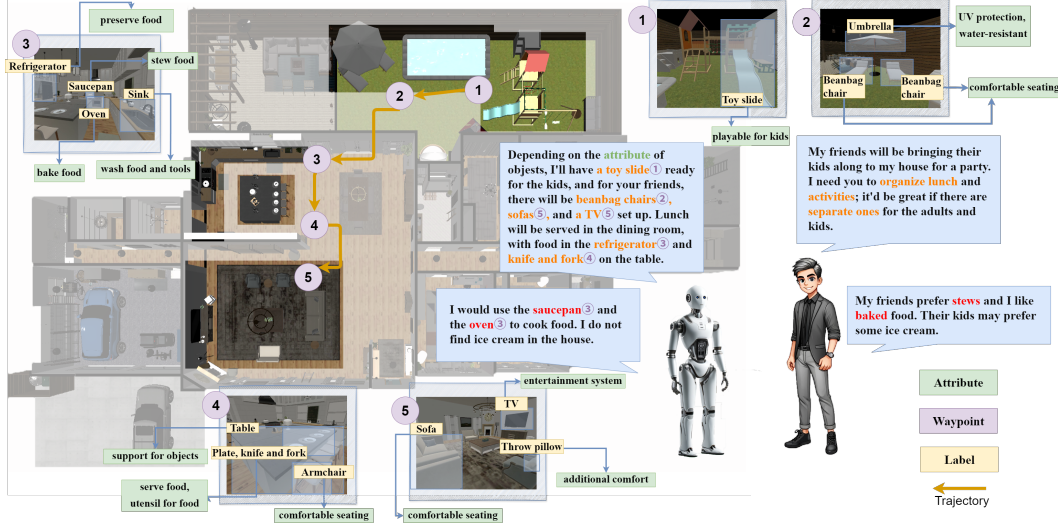 preserve food
3
Refrigerator
stew food
Saucepan
Sink
Oven
bake food
wash food and tools
1
Toy slide
playable for kids
2
Umbrella
UV protection,
water-resistant
Beanbag
chair
Beanbag
chair
comfortable seating
1
2
3
4
5
My friends will be bringing their
kids along to my house for a party.
I need you to organize lunch and
activities; it'd be great if there are
separate ones for the adults and
kids.
Depending on the attribute of
objects, I'll have a toy slide① ready
for the kids, and for your friends,
there will be beanbag chairs②,
sofas⑤, and a TV⑤ set up. Lunch
will be served in the dining room,
with food in the refrigerator③ and
knife and fork④ on the table.
My friends prefer stews and I like
baked food. Their kids may prefer
some ice cream.
I would use the saucepan③ and
the oven③ to cook food. I do not
find ice cream in the house.
4
Table
Plate, knife and fork
Armchair
support for objects
serve food,
utensil for food
comfortable seating
5
entertainment system
TV
Sofa
Throw pillow
additional comfort
comfortable seating
Attribute
Waypoint
Label
Trajectory